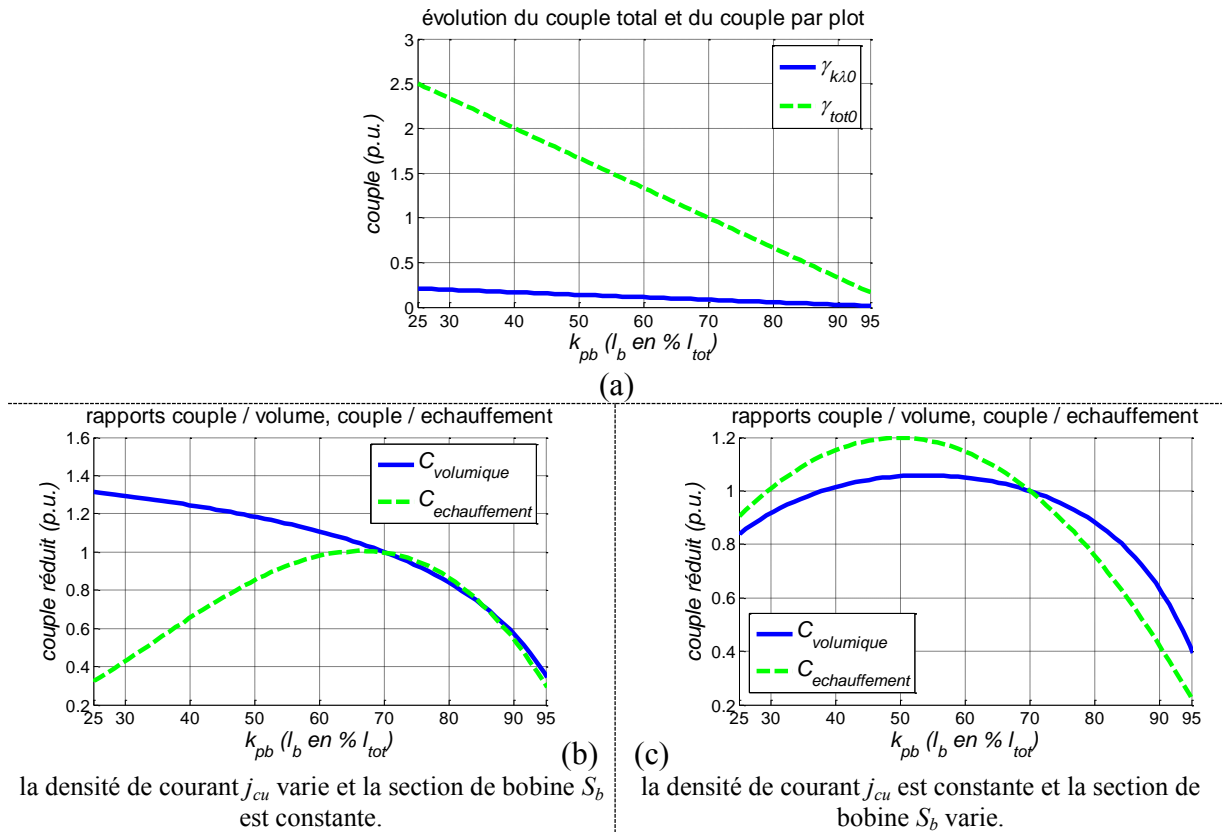 évolution du couple total et du couple par plot
couple (p.u.)
3
2.5
2
1.5
1
0.5
0
γkλ0
γtot0
25 30 40 50 60 70 80 90 95
kpb (lb en % ltot)
(a)
rapports couple / volume, couple / echauffement
couple réduit (p.u.)
1.6
1.4
1.2
1
0.8
0.6
0.4
0.2
Cvolumique
Cechauffement
25 30 40 50 60 70 80 90 95
kpb (lb en % ltot)
(b)
la densité de courant jcu varie et la section de bobine Sb
est constante.
rapports couple / volume, couple / echauffement
couple réduit (p.u.)
1.2
1.0
0.8
0.6
0.4
0.2
Cvolumique
Cechauffement
25 30 40 50 60 70 80 90 95
kpb (lb en % ltot)
(c)
la densité de courant jcu est constante et la section de
bobine Sb varie.